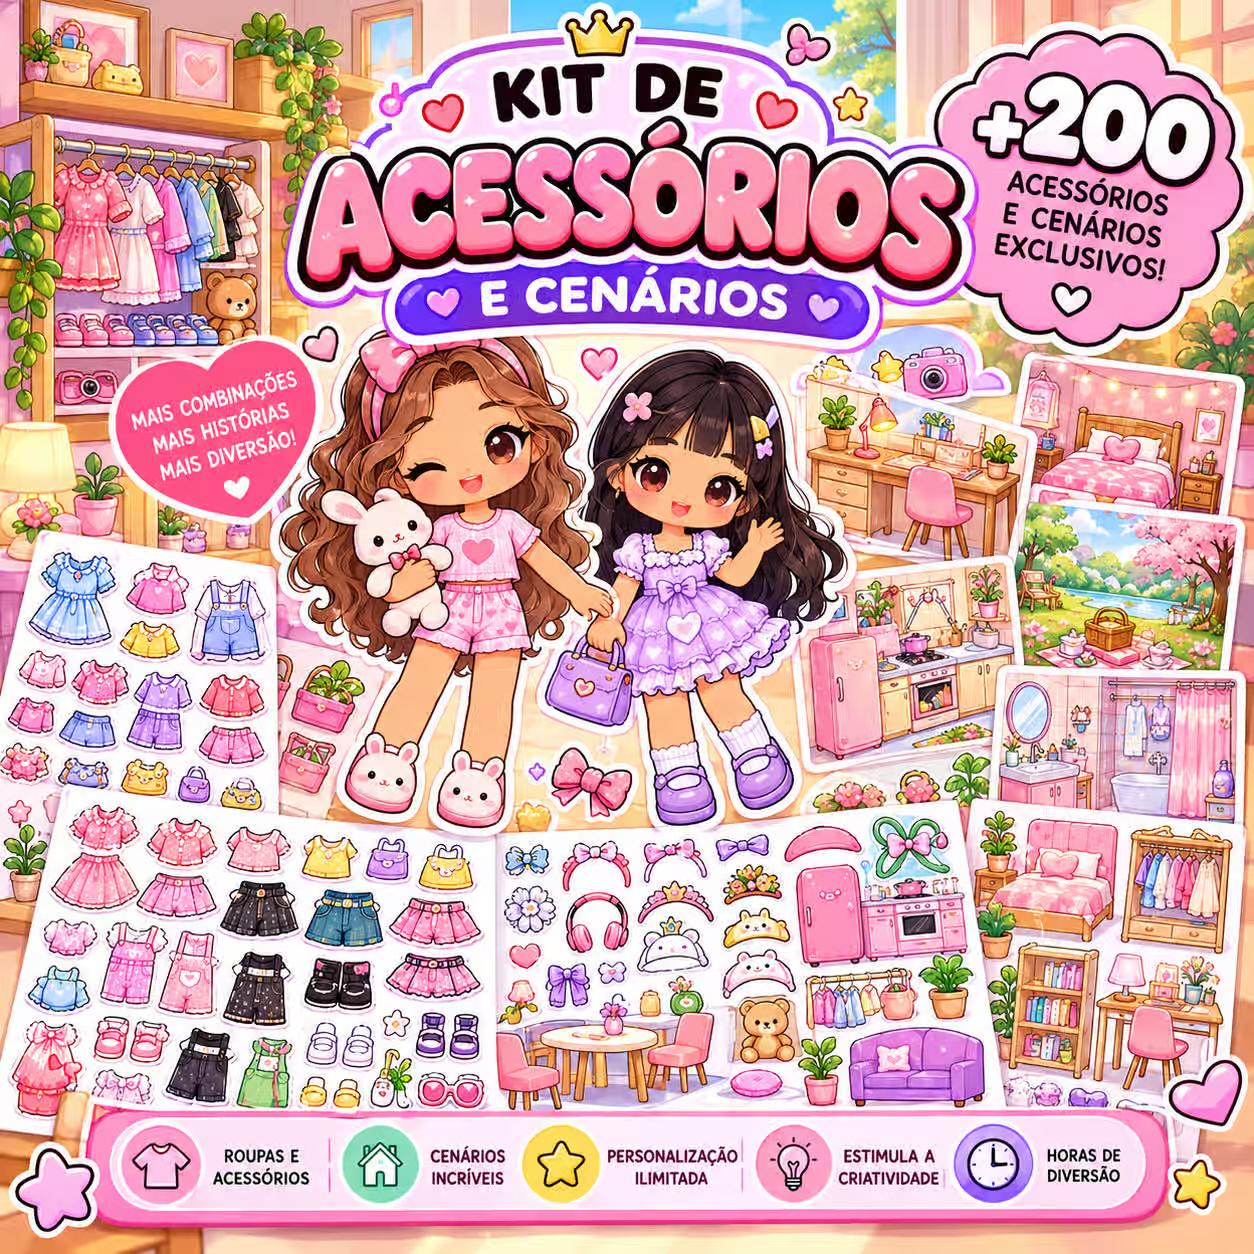 KIT DE
ACESSÓRIOS
E CENÁRIOS
+200
ACESSÓRIOS
E CENÁRIOS
EXCLUSIVOS!
MAIS COMBINAÇÕES
MAIS HISTÓRIAS
MAIS DIVERSÃO!
ROUPAS E
ACESSÓRIOS
CENÁRIOS
INCRÍVEIS
PERSONALIZAÇÃO
ILIMITADA
ESTIMULA A
CRIATIVIDADE
HORAS DE
DIVERSÃO